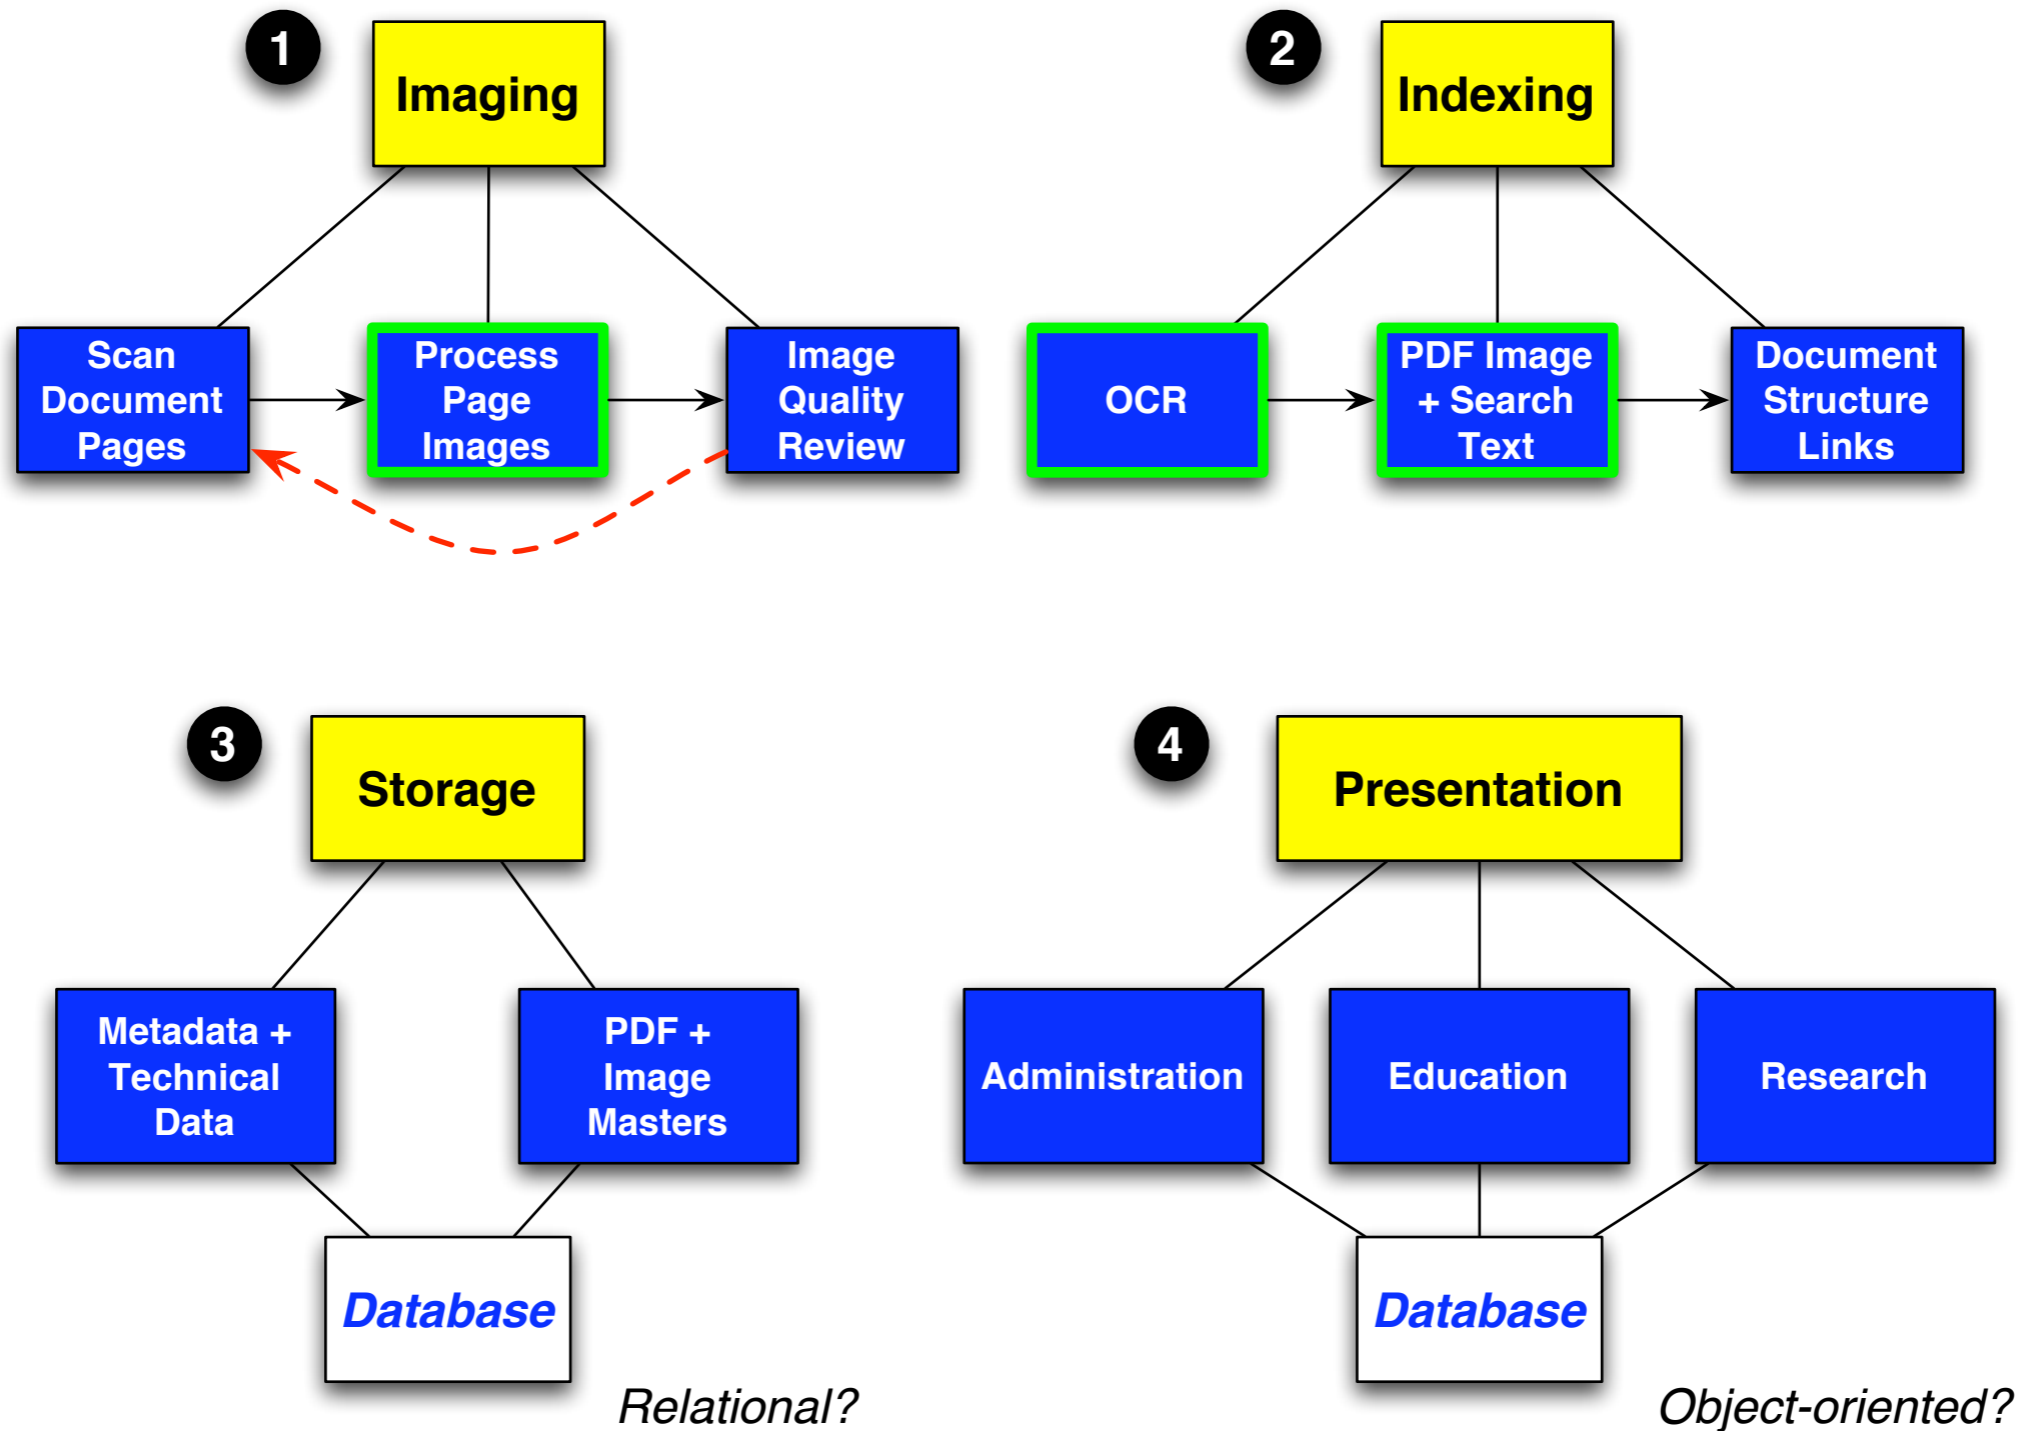 1
Imaging
Scan
Document
Pages
Process
Page
Images
Image
Quality
Review
2
Indexing
OCR
PDF Image
+ Search
Text
Document
Structure
Links
3
Storage
Metadata +
Technical
Data
PDF +
Image
Masters
Database
Relational?
4
Presentation
Administration
Education
Research
Database
Object-oriented?